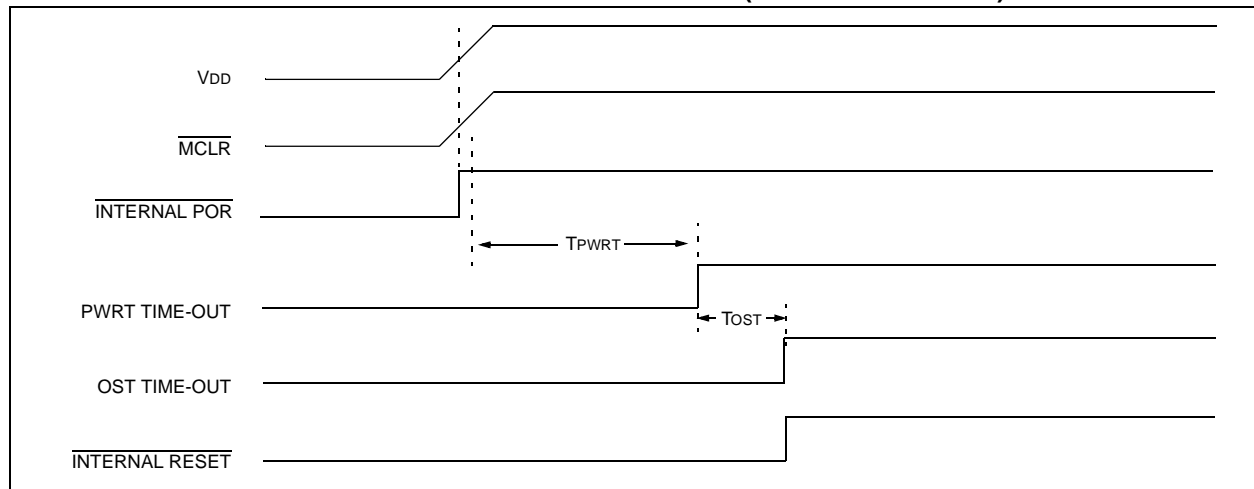 VDD
MCLR
INTERNAL POR
TPWRT
PWRT TIME-OUT
TOST
OST TIME-OUT
INTERNAL RESET